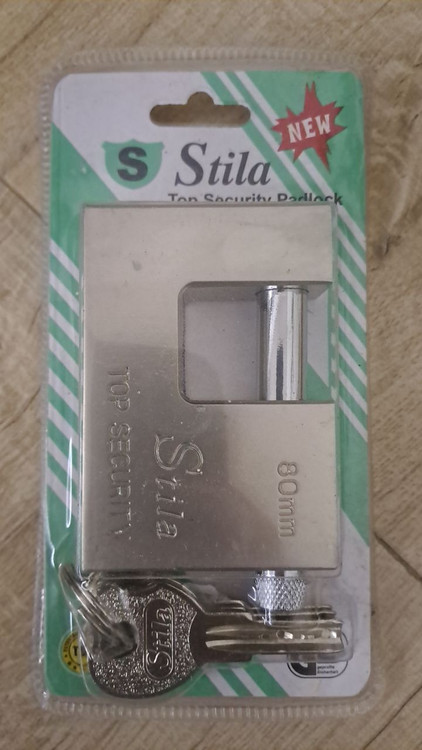 NEW
S
Stila
Top Security Padlock
TOP SECURITY
Stila
80mm
Stila